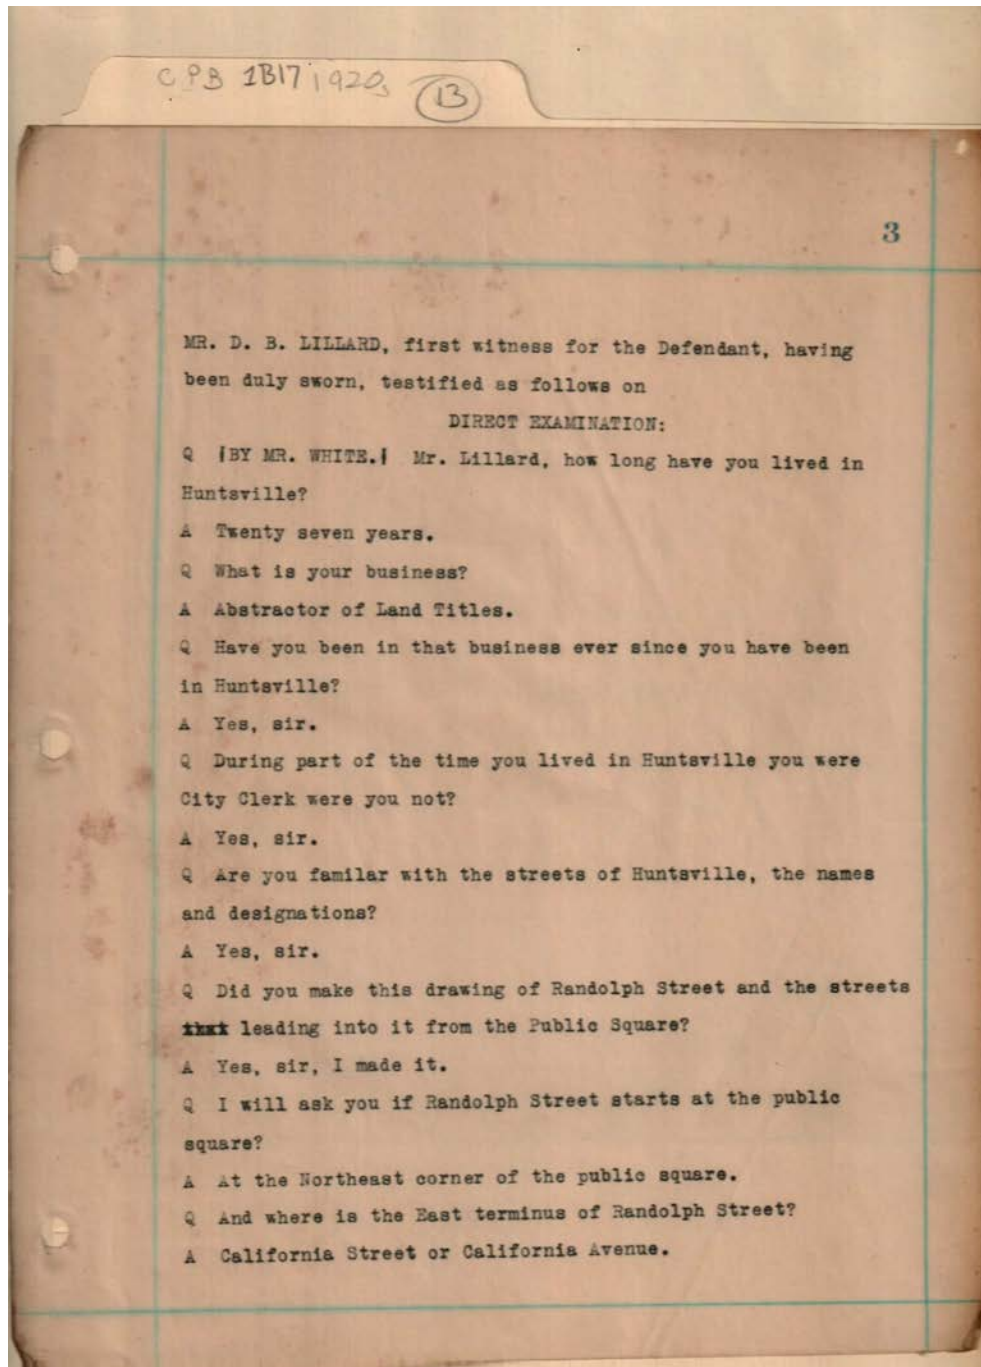 CPB 1B17 1920s 13
3
MR. D. B. LILLARD, first witness for the Defendant, having
been duly sworn, testified as follows on
DIRECT EXAMINATION:
Q (BY MR. WHITE.) Mr. Lillard, how long have you lived in
Huntsville?
A Twenty seven years.
Q What is your business?
A Abstractor of Land Titles.
Q Have you been in that business ever since you have been
in Huntsville?
A Yes, sir.
Q During part of the time you lived in Huntsville you were
City Clerk were you not?
A Yes, sir.
Q Are you familar with the streets of Huntsville, the names
and designations?
A Yes, sir.
Q Did you make this drawing of Randolph Street and the streets
that leading into it from the Public Square?
A Yes, sir, I made it.
Q I will ask you if Randolph Street starts at the public
square?
A At the Northeast corner of the public square.
Q And where is the East terminus of Randolph Street?
A California Street or California Avenue.